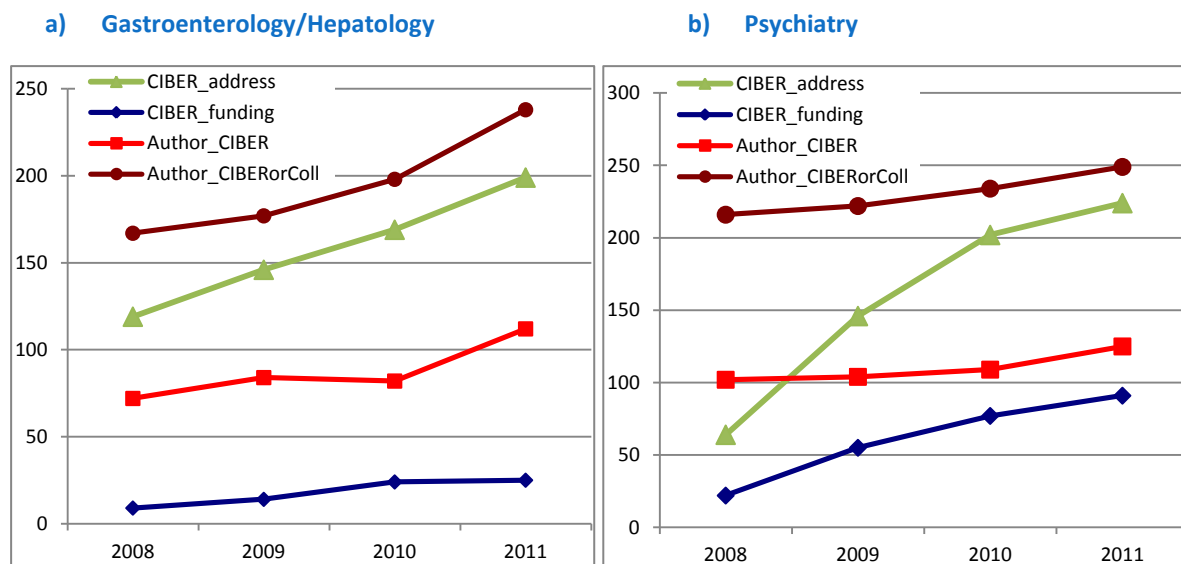 a) Gastroenterology/Hepatology
CIBER_address
CIBER_funding
Author_CIBER
Author_CIBERorColl
250
200
150
100
50
0
2008 2009 2010 2011
b) Psychiatry
CIBER_address
CIBER_funding
Author_CIBER
Author_CIBERorColl
300
250
200
150
100
50
0
2008 2009 2010 2011